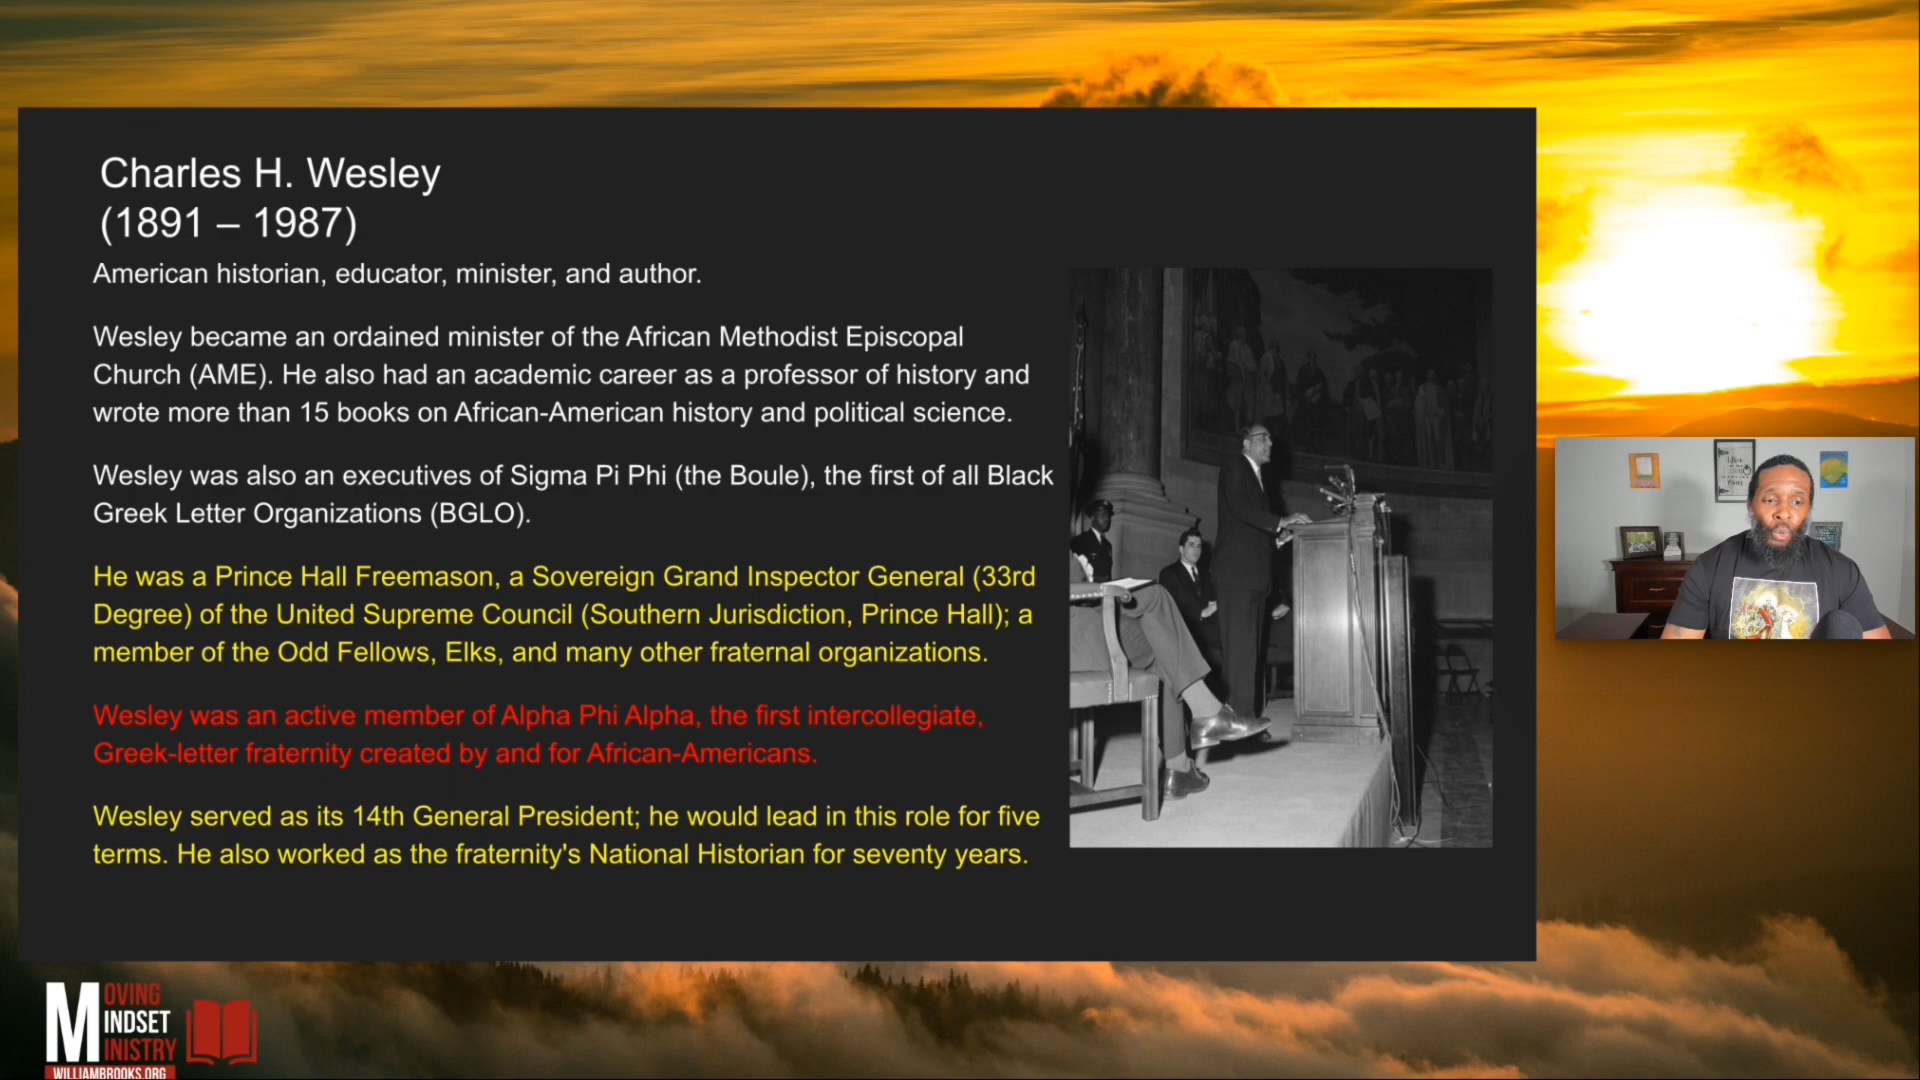 Charles H. Wesley
(1891 – 1987)
American historian, educator, minister, and author.
Wesley became an ordained minister of the African Methodist Episcopal
Church (AME). He also had an academic career as a professor of history and
wrote more than 15 books on African-American history and political science.
Wesley was also an executives of Sigma Pi Phi (the Boule), the first of all Black
Greek Letter Organizations (BGLO).
He was a Prince Hall Freemason, a Sovereign Grand Inspector General (33rd
Degree) of the United Supreme Council (Southern Jurisdiction, Prince Hall); a
member of the Odd Fellows, Elks, and many other fraternal organizations.
Wesley was an active member of Alpha Phi Alpha, the first intercollegiate,
Greek-letter fraternity created by and for African-Americans.
Wesley served as its 14th General President; he would lead in this role for five
terms. He also worked as the fraternity's National Historian for seventy years.
MOVING
MINDSET
MINISTRY
WILLIAMBROOKS.ORG